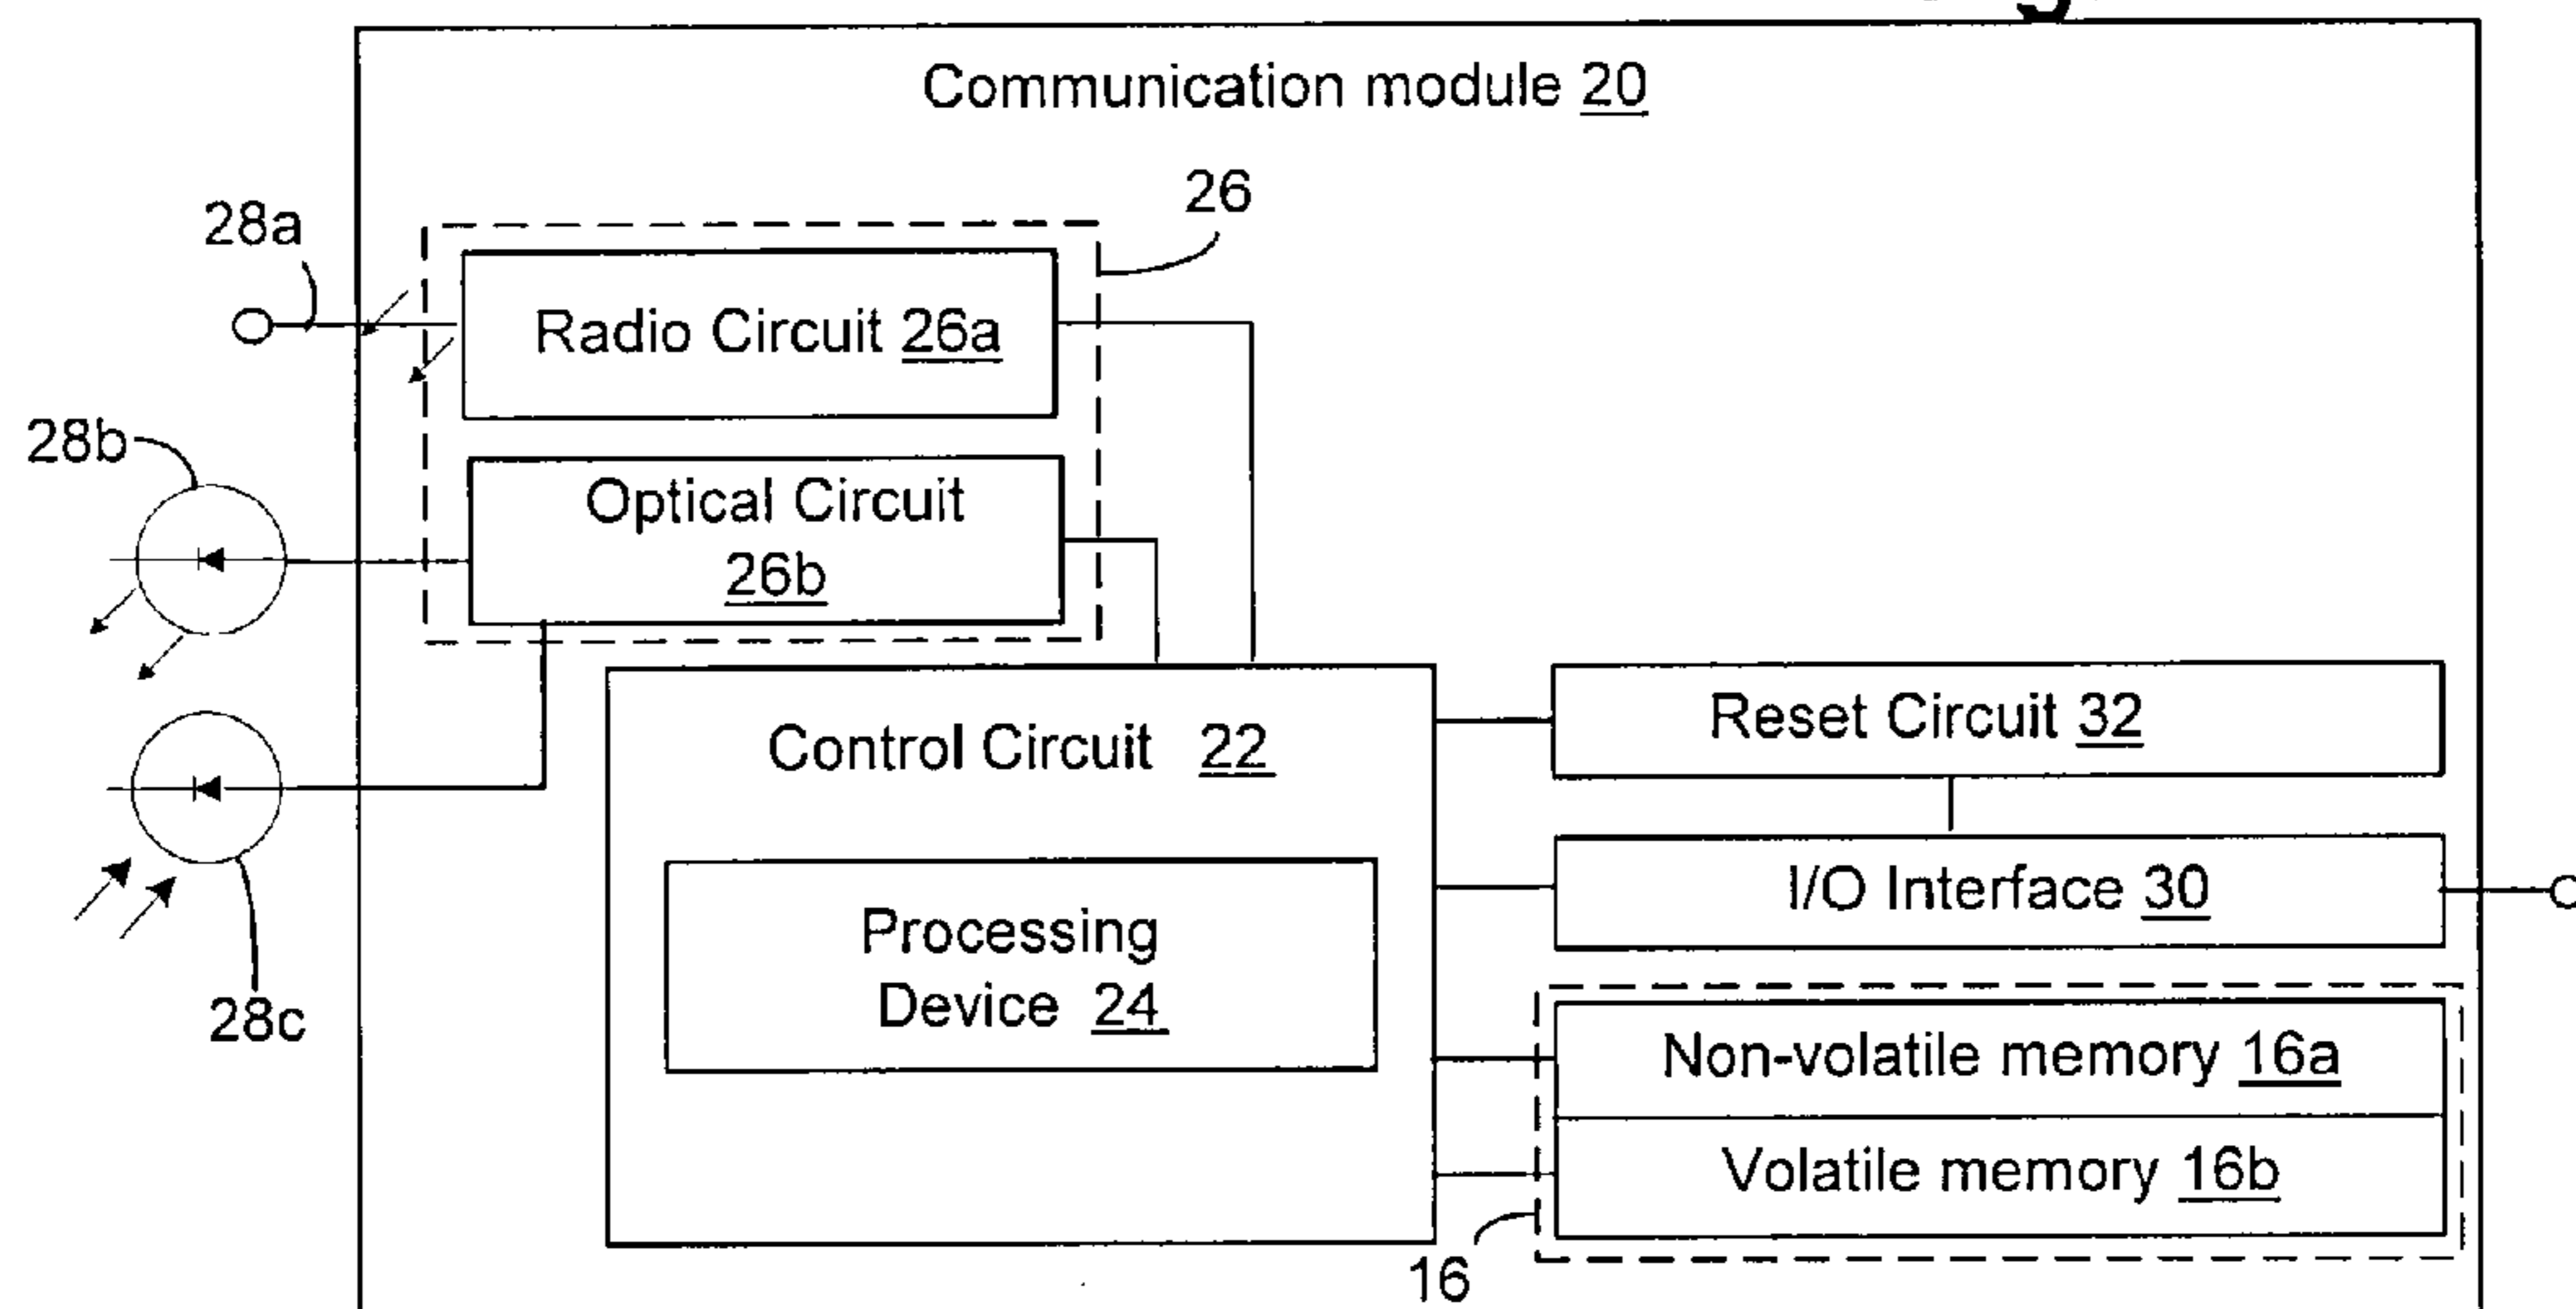 Communication module 20
26
28a
Radio Circuit 26a
28b
Optical Circuit
26b
Reset Circuit 32
Control Circuit 22
I/O Interface 30
Processing
Device 24
28c
Non-volatile memory 16a
Volatile memory 16b
16